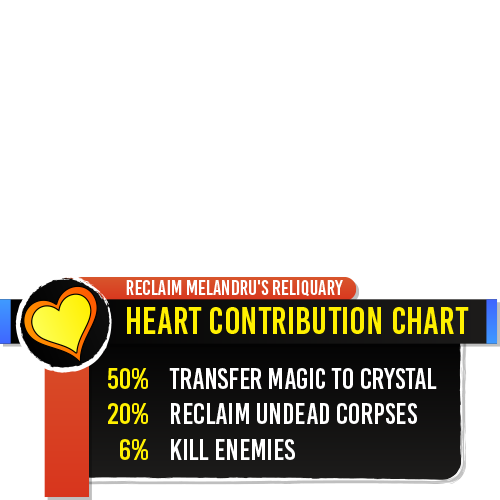 RECLAIM MELANDRU'S RELIQUARY
HEART CONTRIBUTION CHART
50% TRANSFER MAGIC TO CRYSTAL
20% RECLAIM UNDEAD CORPSES
6% KILL ENEMIES